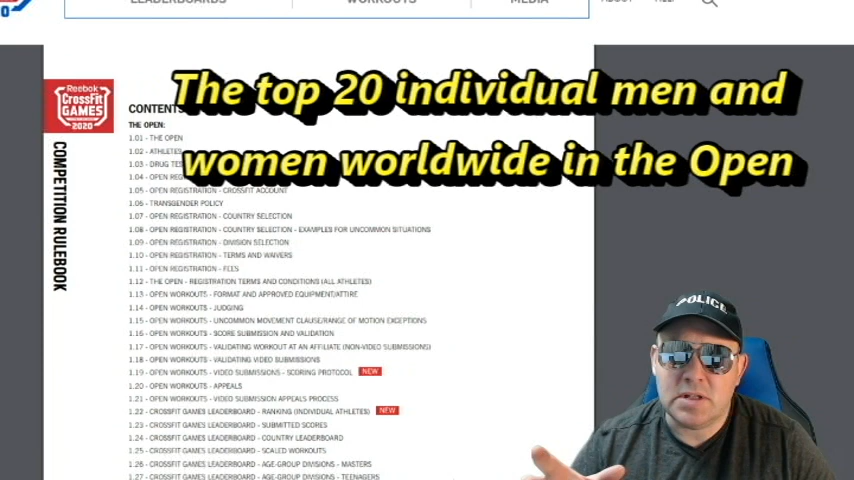 LEADERBOARDS WORKOUTS MEDIA ABOUT
The top 20 individual men and
women worldwide in the Open
Reebok
CrossFit
GAMES
2020
COMPETITION RULEBOOK
CONTENTS
THE OPEN:
1.01 - THE OPEN
1.02 - ATHLETES
1.03 - DRUG
1.04 - OPEN
1.05 - OPEN REGISTRATION - CROSSFIT ACCOUNT
1.06 - TRANSGENDER POLICY
1.07 - OPEN REGISTRATION - COUNTRY SELECTION
1.08 - OPEN REGISTRATION - COUNTRY SELECTION - EXAMPLES FOR UNCOMMON SITUATIONS
1.09 - OPEN REGISTRATION - DIVISION SELECTION
1.10 - OPEN REGISTRATION - TERMS AND WAIVERS
1.11 - OPEN REGISTRATION - FEES
1.12 - THE OPEN - REGISTRATION TERMS AND CONDITIONS (ALL ATHLETES)
1.13 - OPEN WORKOUTS - FORMAT AND APPROVED EQUIPMENT/ATTIRE
1.14 - OPEN WORKOUTS - JUDGING
1.15 - OPEN WORKOUTS - UNCOMMON MOVEMENT CLAUSE/RANGE OF MOTION EXCEPTIONS
1.16 - OPEN WORKOUTS - SCORE SUBMISSION AND VALIDATION
1.17 - OPEN WORKOUTS - VALIDATING WORKOUT AT AN AFFILIATE (NON-VIDEO SUBMISSIONS)
1.18 - OPEN WORKOUTS - VALIDATING VIDEO SUBMISSIONS
1.19 - OPEN WORKOUTS - VIDEO SUBMISSIONS - SCORING PROTOCOL NEW
1.20 - OPEN WORKOUTS - APPEALS
1.21 - OPEN WORKOUTS - VIDEO SUBMISSION APPEALS PROCESS
1.22 - CROSSFIT GAMES LEADERBOARD - RANKING (INDIVIDUAL ATHLETES) NEW
1.23 - CROSSFIT GAMES LEADERBOARD - SUBMITTED SCORES
1.24 - CROSSFIT GAMES LEADERBOARD - COUNTRY LEADERBOARD
1.25 - CROSSFIT GAMES LEADERBOARD - SCALED WORKOUTS
1.26 - CROSSFIT GAMES LEADERBOARD - AGE-GROUP DIVISIONS - MASTERS
1.27 - CROSSFIT GAMES LEADERBOARD - AGE-GROUP DIVISIONS - TEENAGERS
POLICE